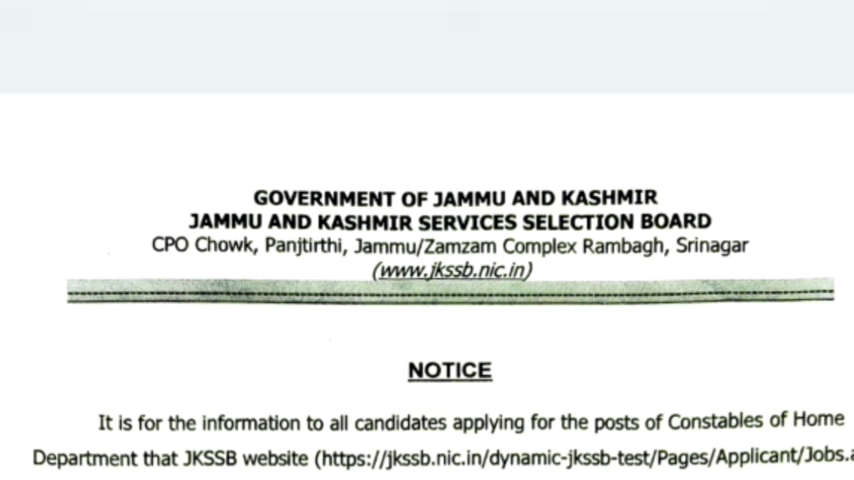 GOVERNMENT OF JAMMU AND KASHMIR
JAMMU AND KASHMIR SERVICES SELECTION BOARD
CPO Chowk, Panjtirthi, Jammu/Zamzam Complex Rambagh, Srinagar
(www.jkssb.nic.in)
NOTICE
It is for the information to all candidates applying for the posts of Constables of Home
Department that JKSSB website (https://jkssb.nic.in/dynamic-jkssb-test/Pages/Applicant/Jobs.a